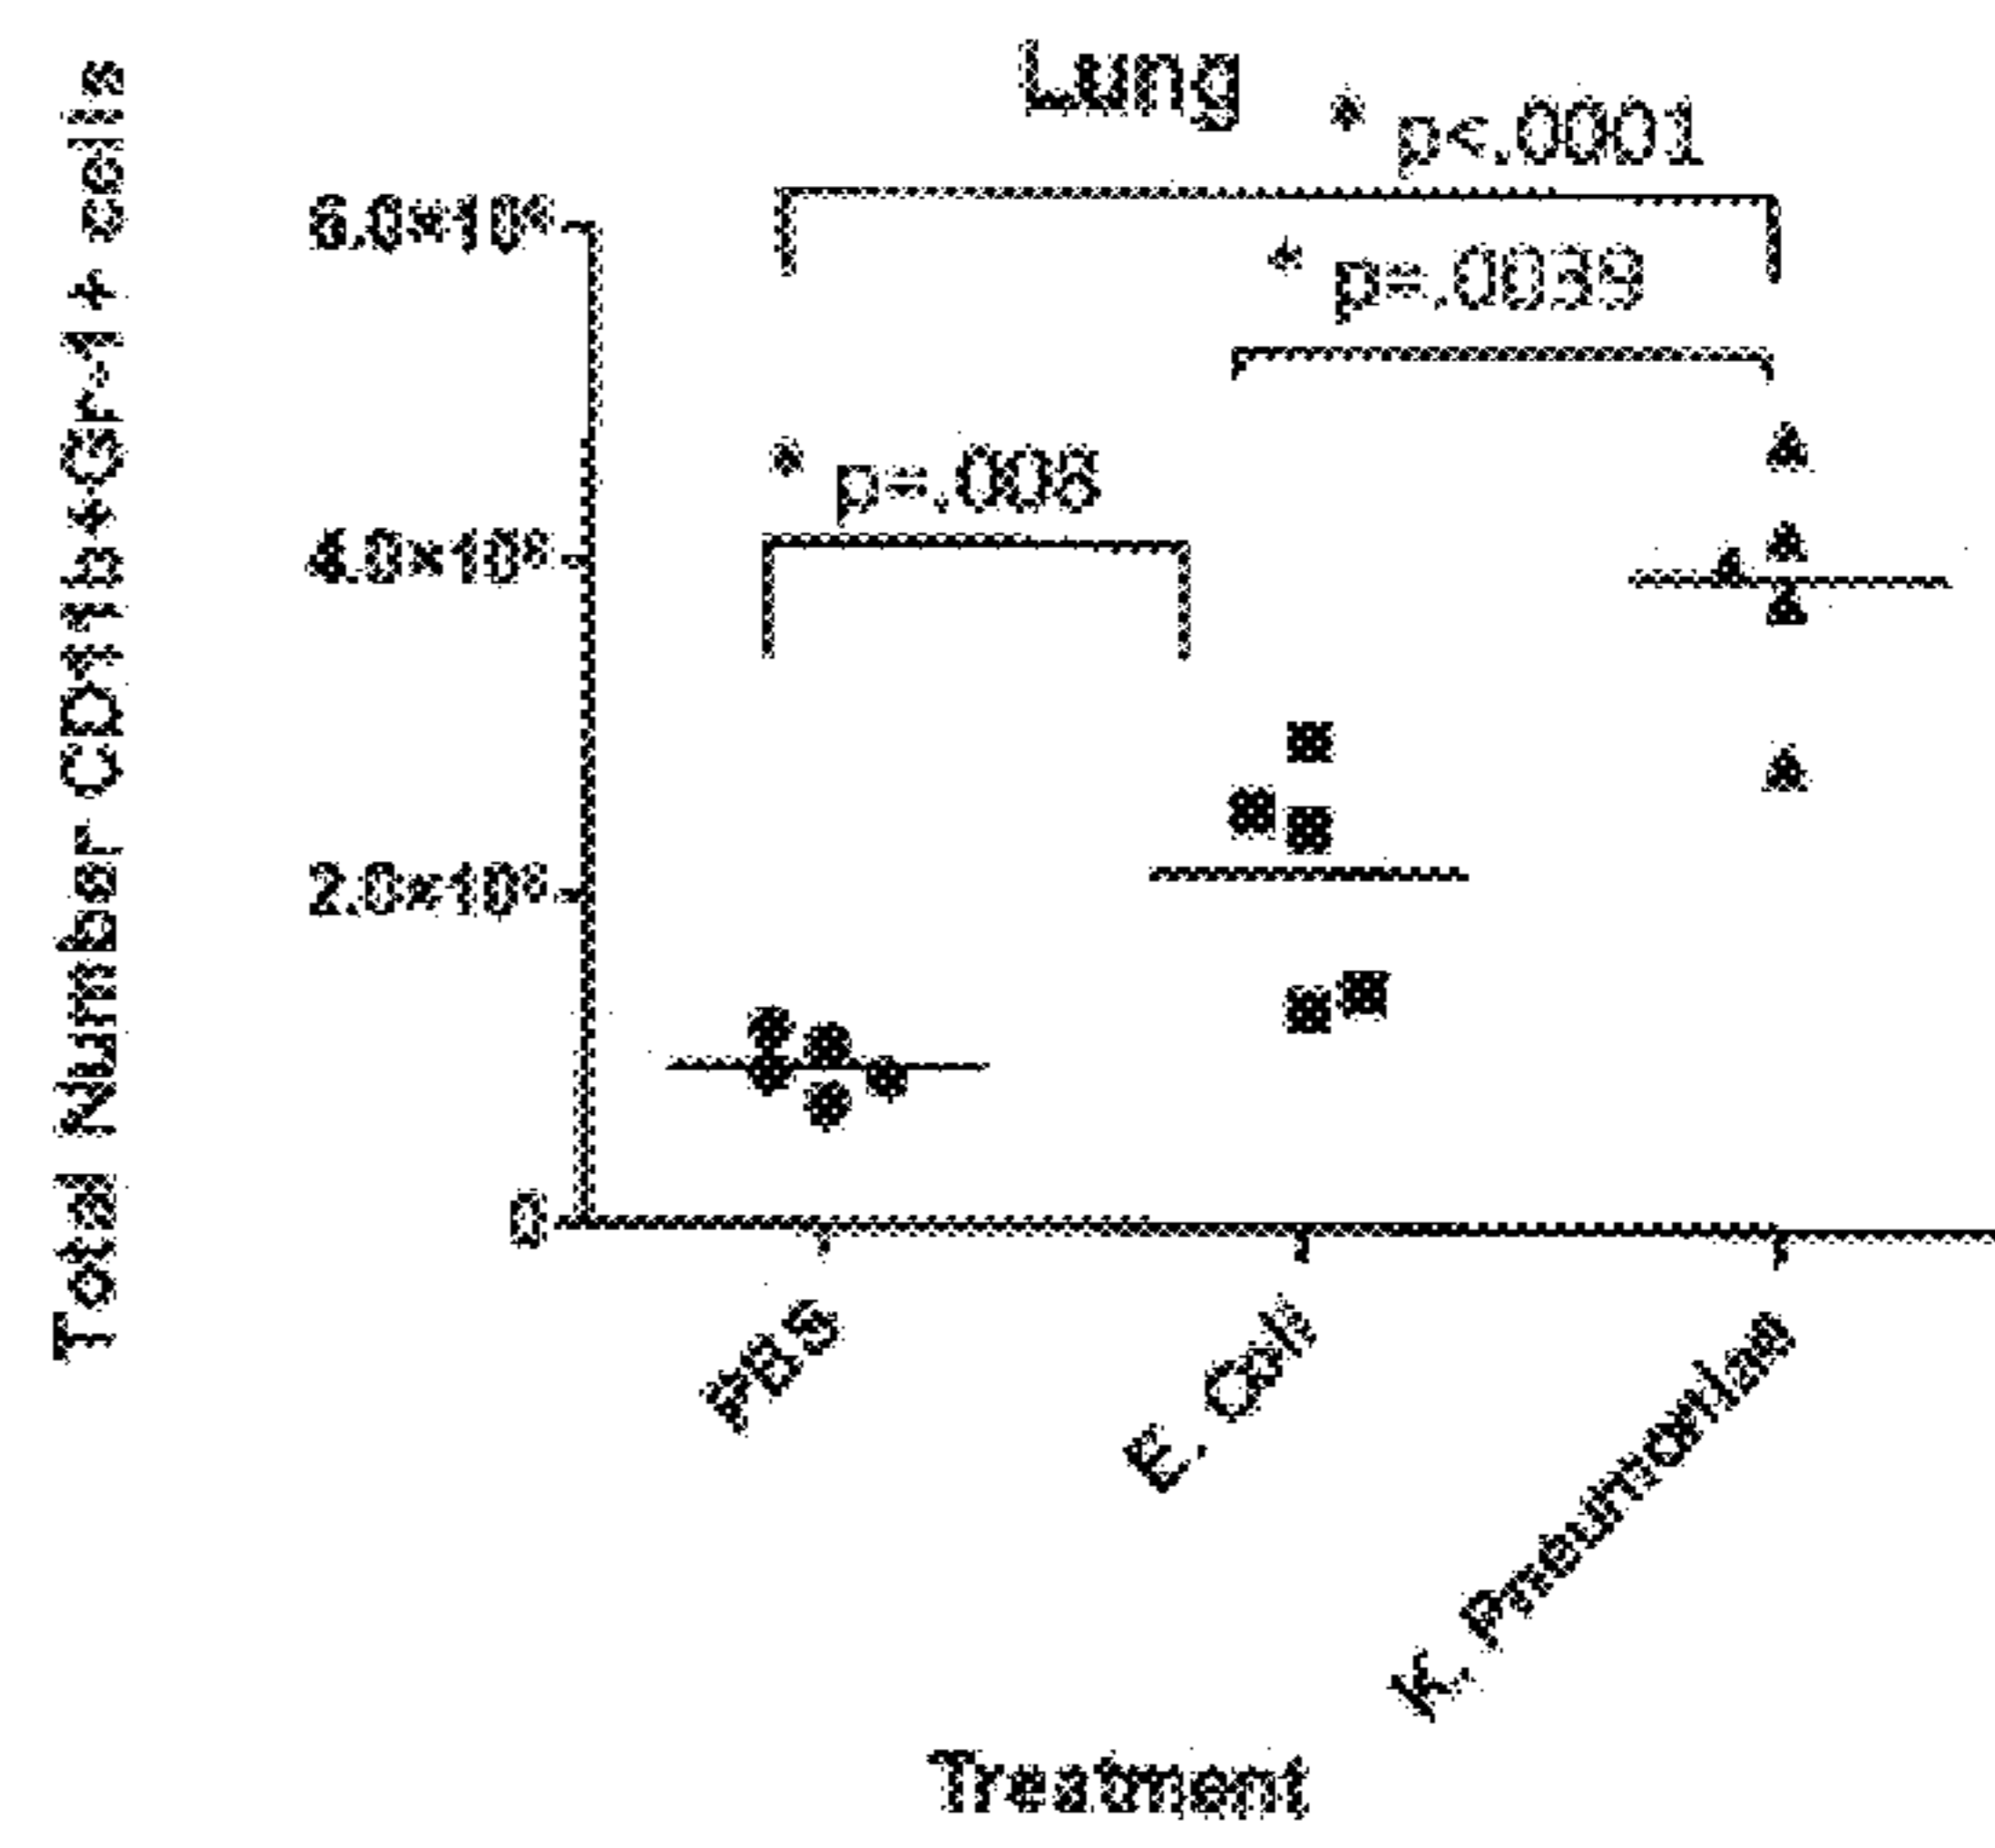 Lung
* p<.0001
* p=.0039
* p=.008
Total Number CD11b+Gr-1+ cells
6.0×10⁶
4.0×10⁶
2.0×10⁶
0
PBS
E. Coli
K. Pneumoniae
Treatment